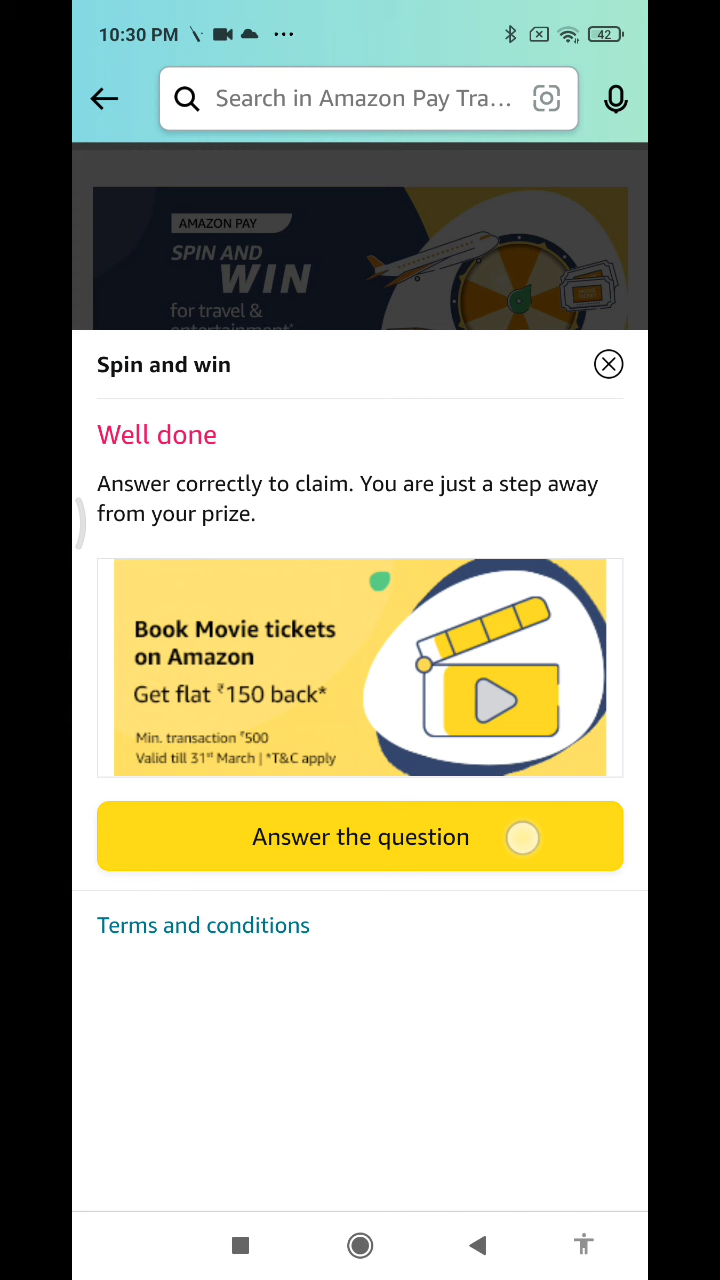 10:30 PM ... 42
Search in Amazon Pay Tra...
AMAZON PAY
SPIN AND
WIN
for travel &
entertainment*
Spin and win
Well done
Answer correctly to claim. You are just a step away
from your prize.
Book Movie tickets
on Amazon
Get flat ₹150 back*
Min. transaction ₹500
Valid till 31st March | *T&C apply
Answer the question
Terms and conditions